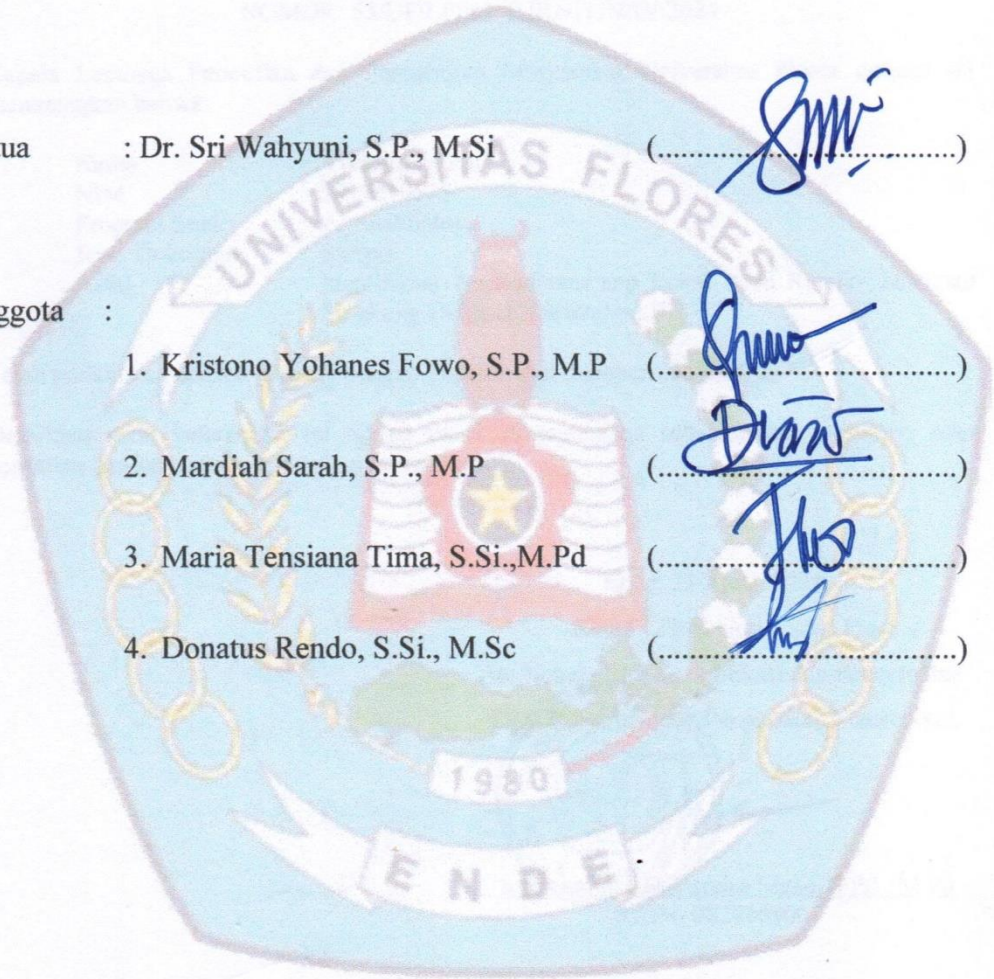 tua : Dr. Sri Wahyuni, S.P., M.Si (....................................)
UNIVERSITAS FLORES
ggota :
1. Kristono Yohanes Fowo, S.P., M.P (....................................)
2. Mardiah Sarah, S.P., M.P (....................................)
3. Maria Tensiana Tima, S.Si.,M.Pd (....................................)
4. Donatus Rendo, S.Si., M.Sc (....................................)
1980
ENDE